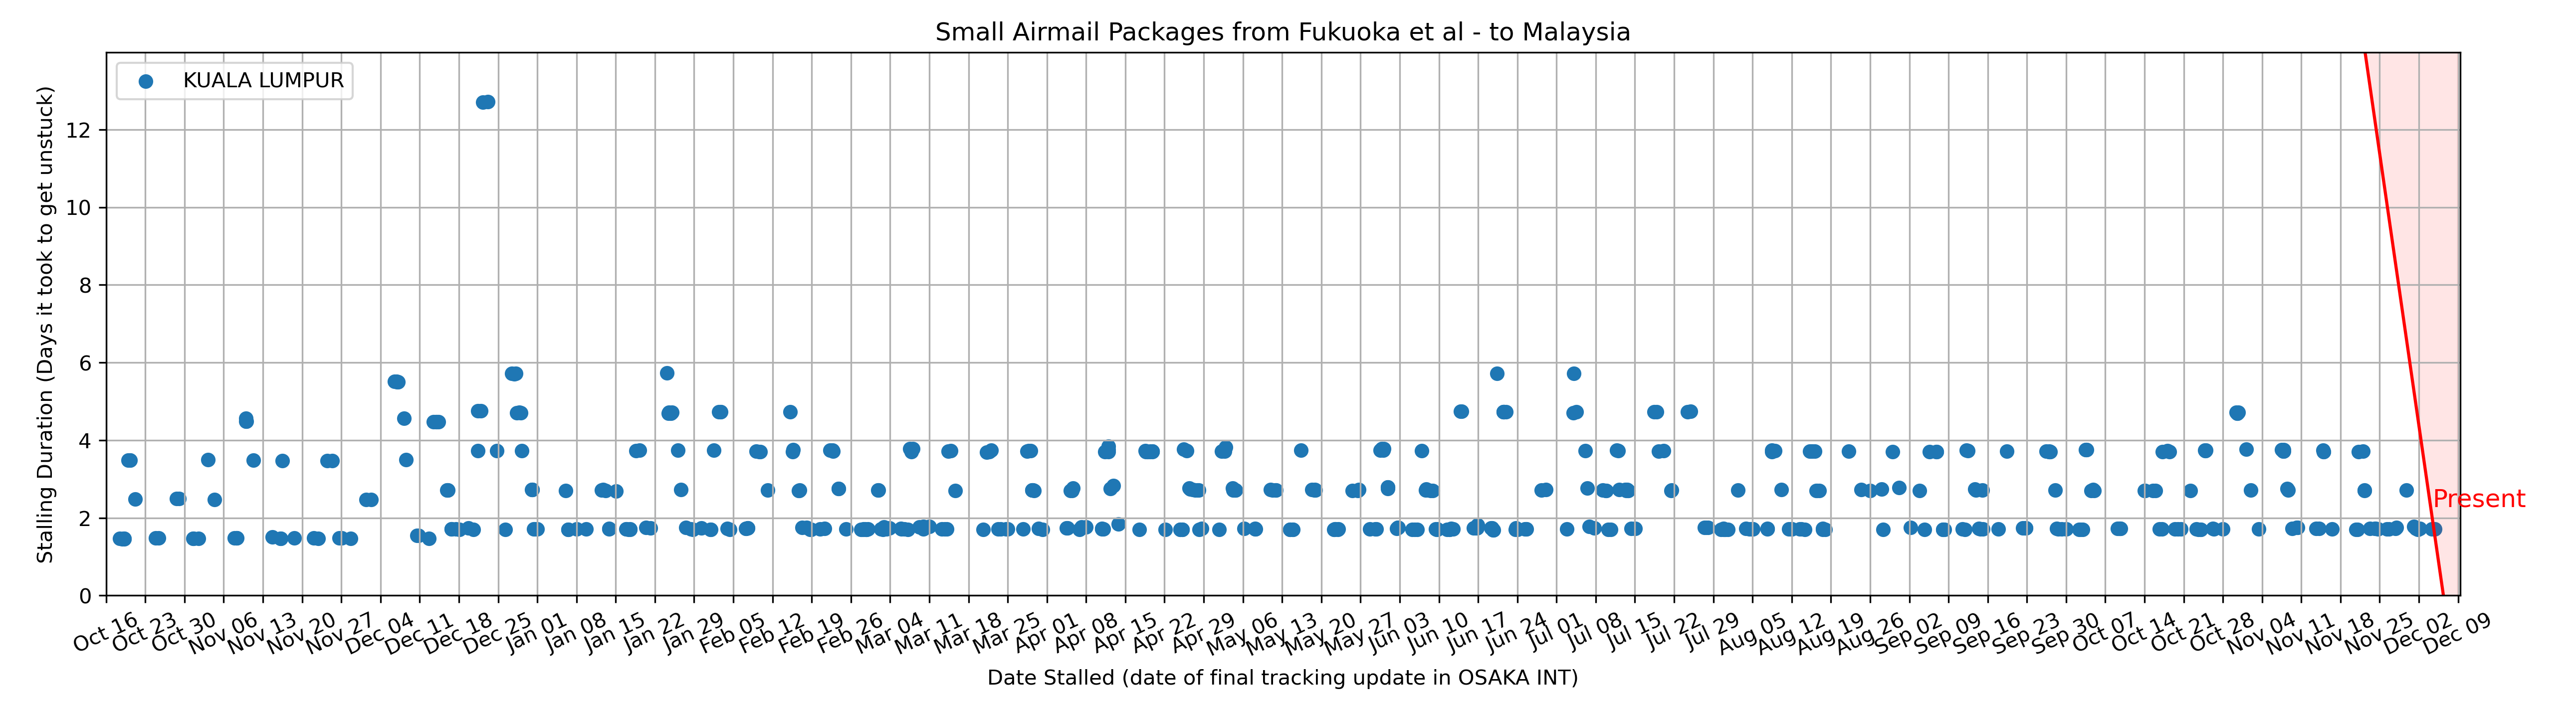 Small Airmail Packages from Fukuoka et al - to Malaysia
KUALA LUMPUR
Stalling Duration (Days it took to get unstuck)
12
10
8
6
4
2
0
Present
Oct 16
Oct 23
Oct 30
Nov 06
Nov 13
Nov 20
Nov 27
Dec 04
Dec 11
Dec 18
Dec 25
Jan 01
Jan 08
Jan 15
Jan 22
Jan 29
Feb 05
Feb 12
Feb 19
Feb 26
Mar 04
Mar 11
Mar 18
Mar 25
Apr 01
Apr 08
Apr 15
Apr 22
Apr 29
May 06
May 13
May 20
May 27
Jun 03
Jun 10
Jun 17
Jun 24
Jul 01
Jul 08
Jul 15
Jul 22
Jul 29
Aug 05
Aug 12
Aug 19
Aug 26
Sep 02
Sep 09
Sep 16
Sep 23
Sep 30
Oct 07
Oct 14
Oct 21
Oct 28
Nov 04
Nov 11
Nov 18
Nov 25
Dec 02
Dec 09
Date Stalled (date of final tracking update in OSAKA INT)